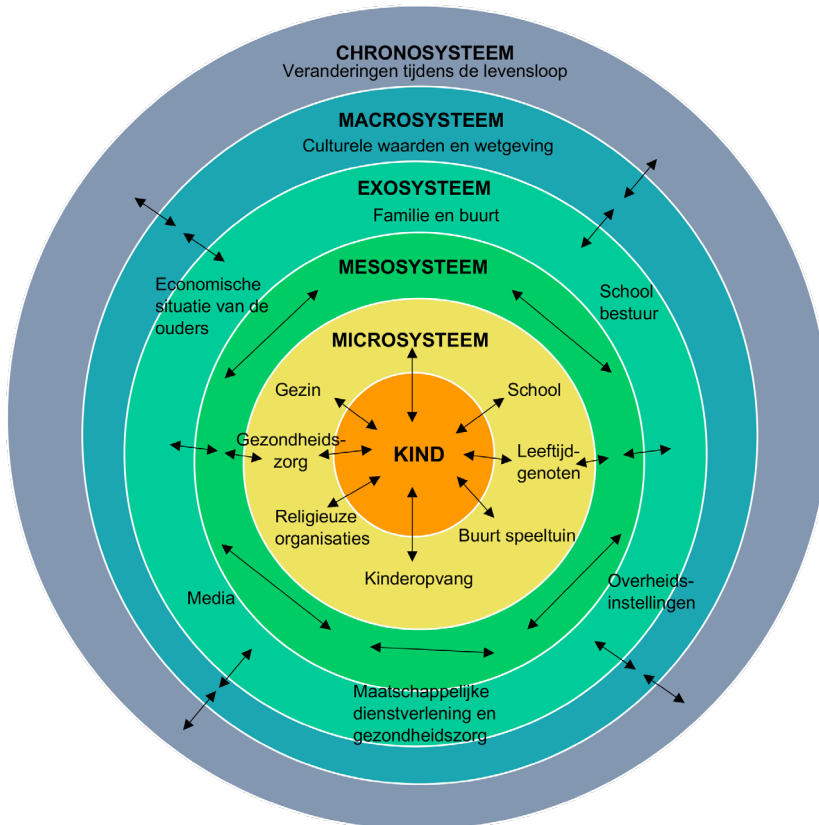 CHRONOSYSTEEM
Veranderingen tijdens de levensloop
MACROSYSTEEM
Culturele waarden en wetgeving
EXOSYSTEEM
Familie en buurt
MESOSYSTEEM
Economische
situatie van de
ouders
School
bestuur
MICROSYSTEEM
Gezin
School
Gezondheids-
zorg
KIND
Leeftijd-
genoten
Religieuze
organisaties
Buurt speeltuin
Kinderopvang
Media
Overheids-
instellingen
Maatschappelijke
dienstverlening en
gezondheidszorg